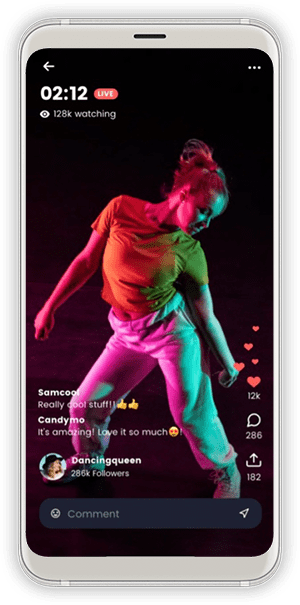 02:12 LIVE
128k watching
Samcool
Really cool stuff!!👍👍
Candymo
It's amazing! Love it so much😍!
12k
286
Dancingqueen
286k Followers
182
Comment